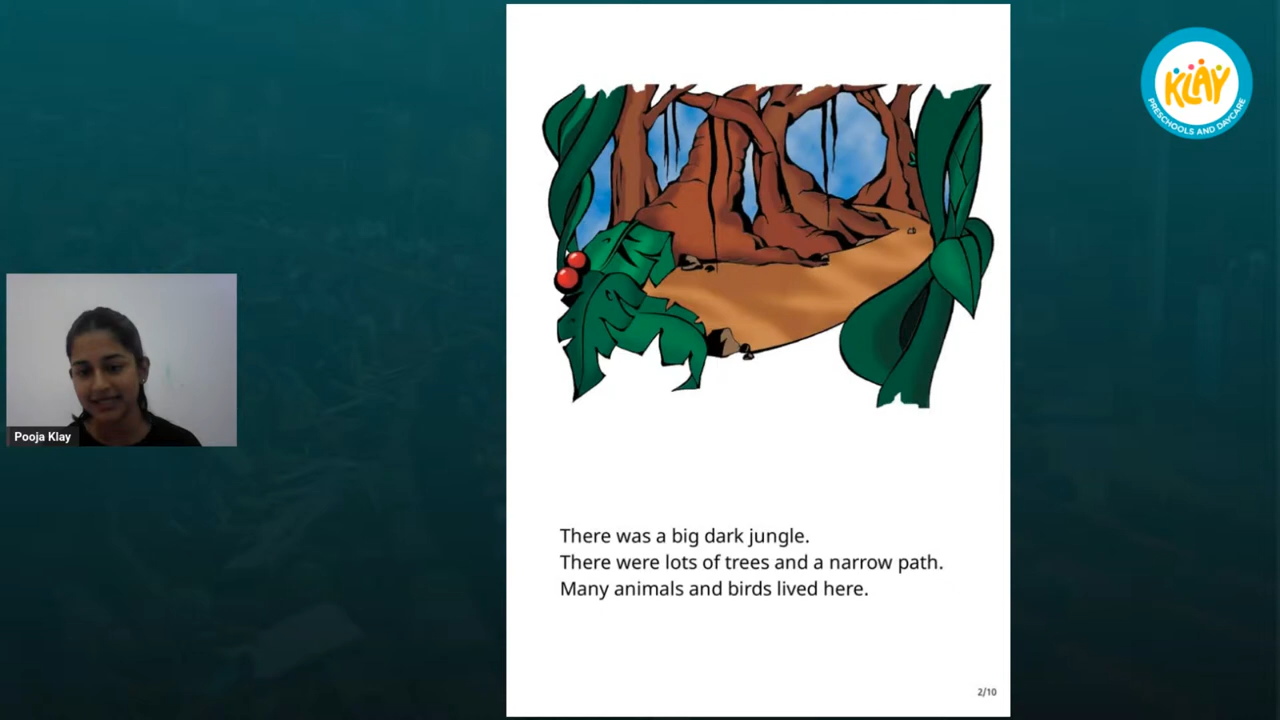 KLAY
PRESCHOOLS AND DAYCARE
Pooja Klay
There was a big dark jungle.
There were lots of trees and a narrow path.
Many animals and birds lived here.
2/10